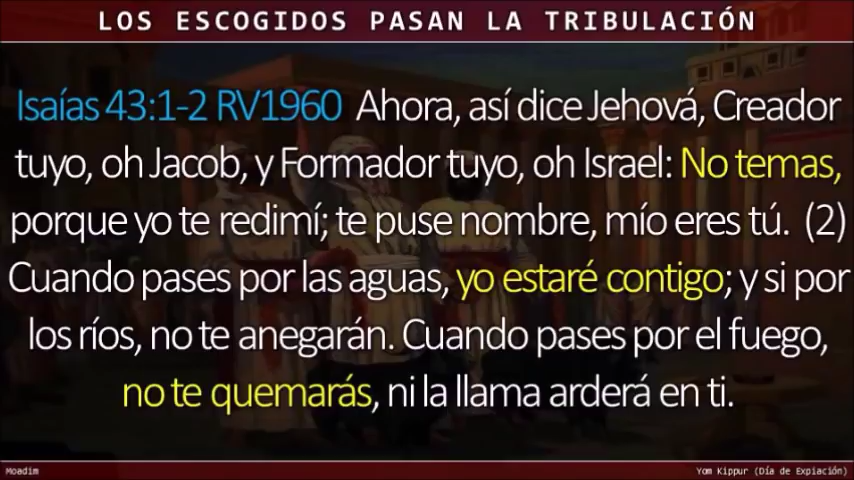 LOS ESCOGIDOS PASAN LA TRIBULACIÓN
Isaías 43:1-2 RV1960 Ahora, así dice Jehová, Creador
tuyo, oh Jacob, y Formador tuyo, oh Israel: No temas,
porque yo te redimí; te puse nombre, mío eres tú. (2)
Cuando pases por las aguas, yo estaré contigo; y si por
los ríos, no te anegarán. Cuando pases por el fuego,
no te quemarás, ni la llama arderá en ti.
Moadim
Yom Kippur (Día de Expiación)